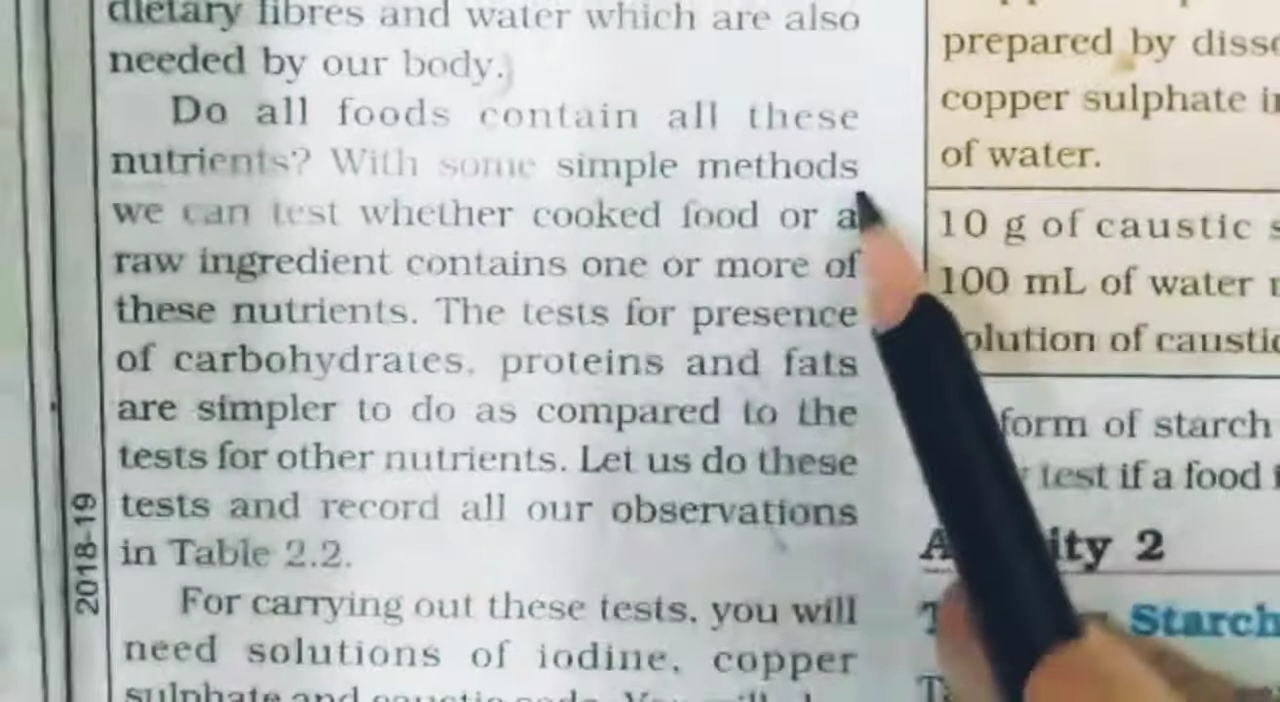 dietary fibres and water which are also
needed by our body.
Do all foods contain all these
nutrients? With some simple methods
we can test whether cooked food or a
raw ingredient contains one or more of
these nutrients. The tests for presence
of carbohydrates, proteins and fats
are simpler to do as compared to the
tests for other nutrients. Let us do these
tests and record all our observations
in Table 2.2.
For carrying out these tests, you will
need solutions of iodine, copper
sulphate and caustic soda.
2018-19
prepared by
copper sulphate
of water.
10 g of caustic
100 mL of water
form of starch
test if a food
2
Starch